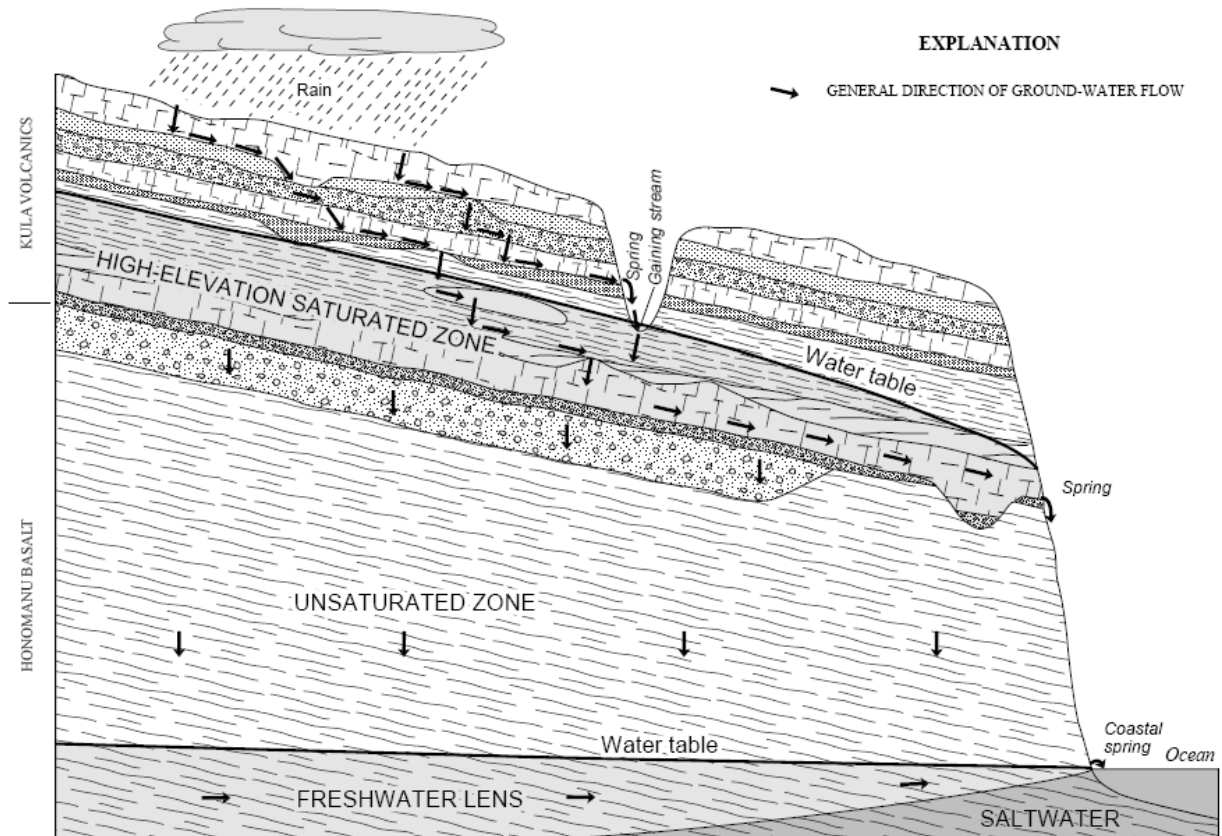 EXPLANATION
GENERAL DIRECTION OF GROUND-WATER FLOW
Rain
KULA VOLCANICS
Spring
Gaining stream
HIGH-ELEVATION SATURATED ZONE
Water table
Spring
HONOMANU BASALT
UNSATURATED ZONE
Water table
Coastal
spring
Ocean
FRESHWATER LENS
SALTWATER